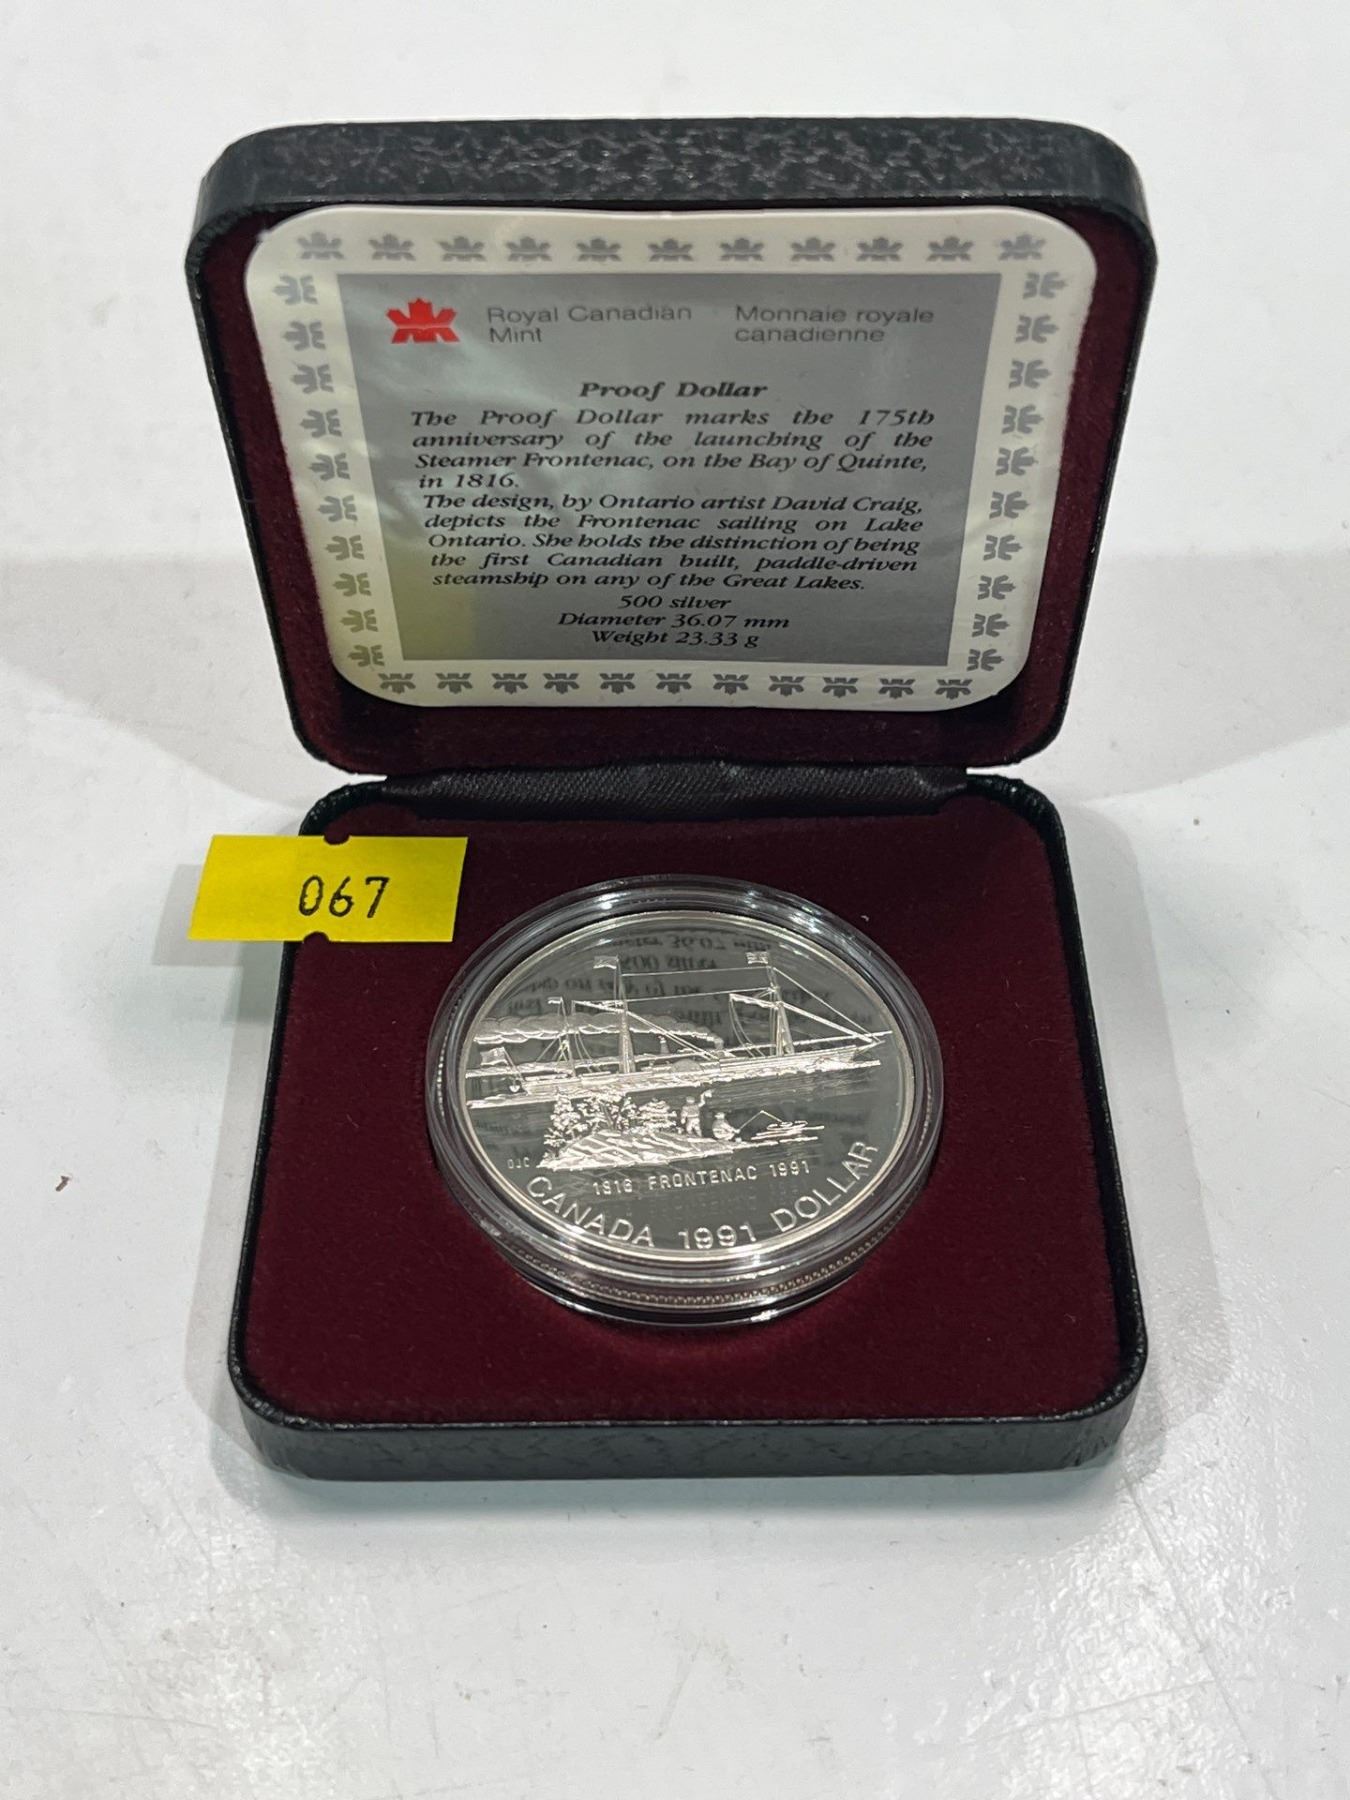 Royal Canadian Mint
Monnaie royale canadienne
Proof Dollar
The Proof Dollar marks the 175th
anniversary of the launching of the
Steamer Frontenac, on the Bay of Quinte,
in 1816.
The design, by Ontario artist David Craig,
depicts the Frontenac sailing on Lake
Ontario. She holds the distinction of being
the first Canadian built, paddle-driven
steamship on any of the Great Lakes.
500 silver
Diameter 36.07 mm
Weight 23.33 g
067
DJC
1816 FRONTENAC 1991
CANADA 1991 DOLLAR